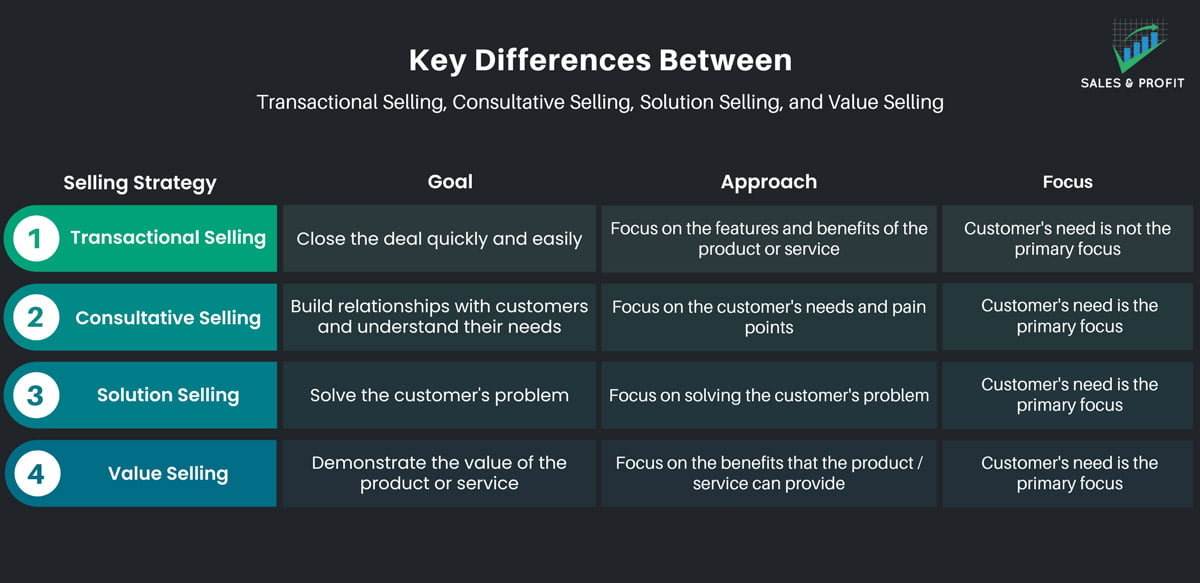 Key Differences Between
Transactional Selling, Consultative Selling, Solution Selling, and Value Selling
SALES & PROFIT
Selling Strategy
Goal
Approach
Focus
1
Transactional Selling
Close the deal quickly and easily
Focus on the features and benefits of the
product or service
Customer's need is not the
primary focus
2
Consultative Selling
Build relationships with customers
and understand their needs
Focus on the customer's needs and pain
points
Customer's need is the
primary focus
3
Solution Selling
Solve the customer's problem
Focus on solving the customer's problem
Customer's need is the
primary focus
4
Value Selling
Demonstrate the value of the
product or service
Focus on the benefits that the product /
service can provide
Customer's need is the
primary focus